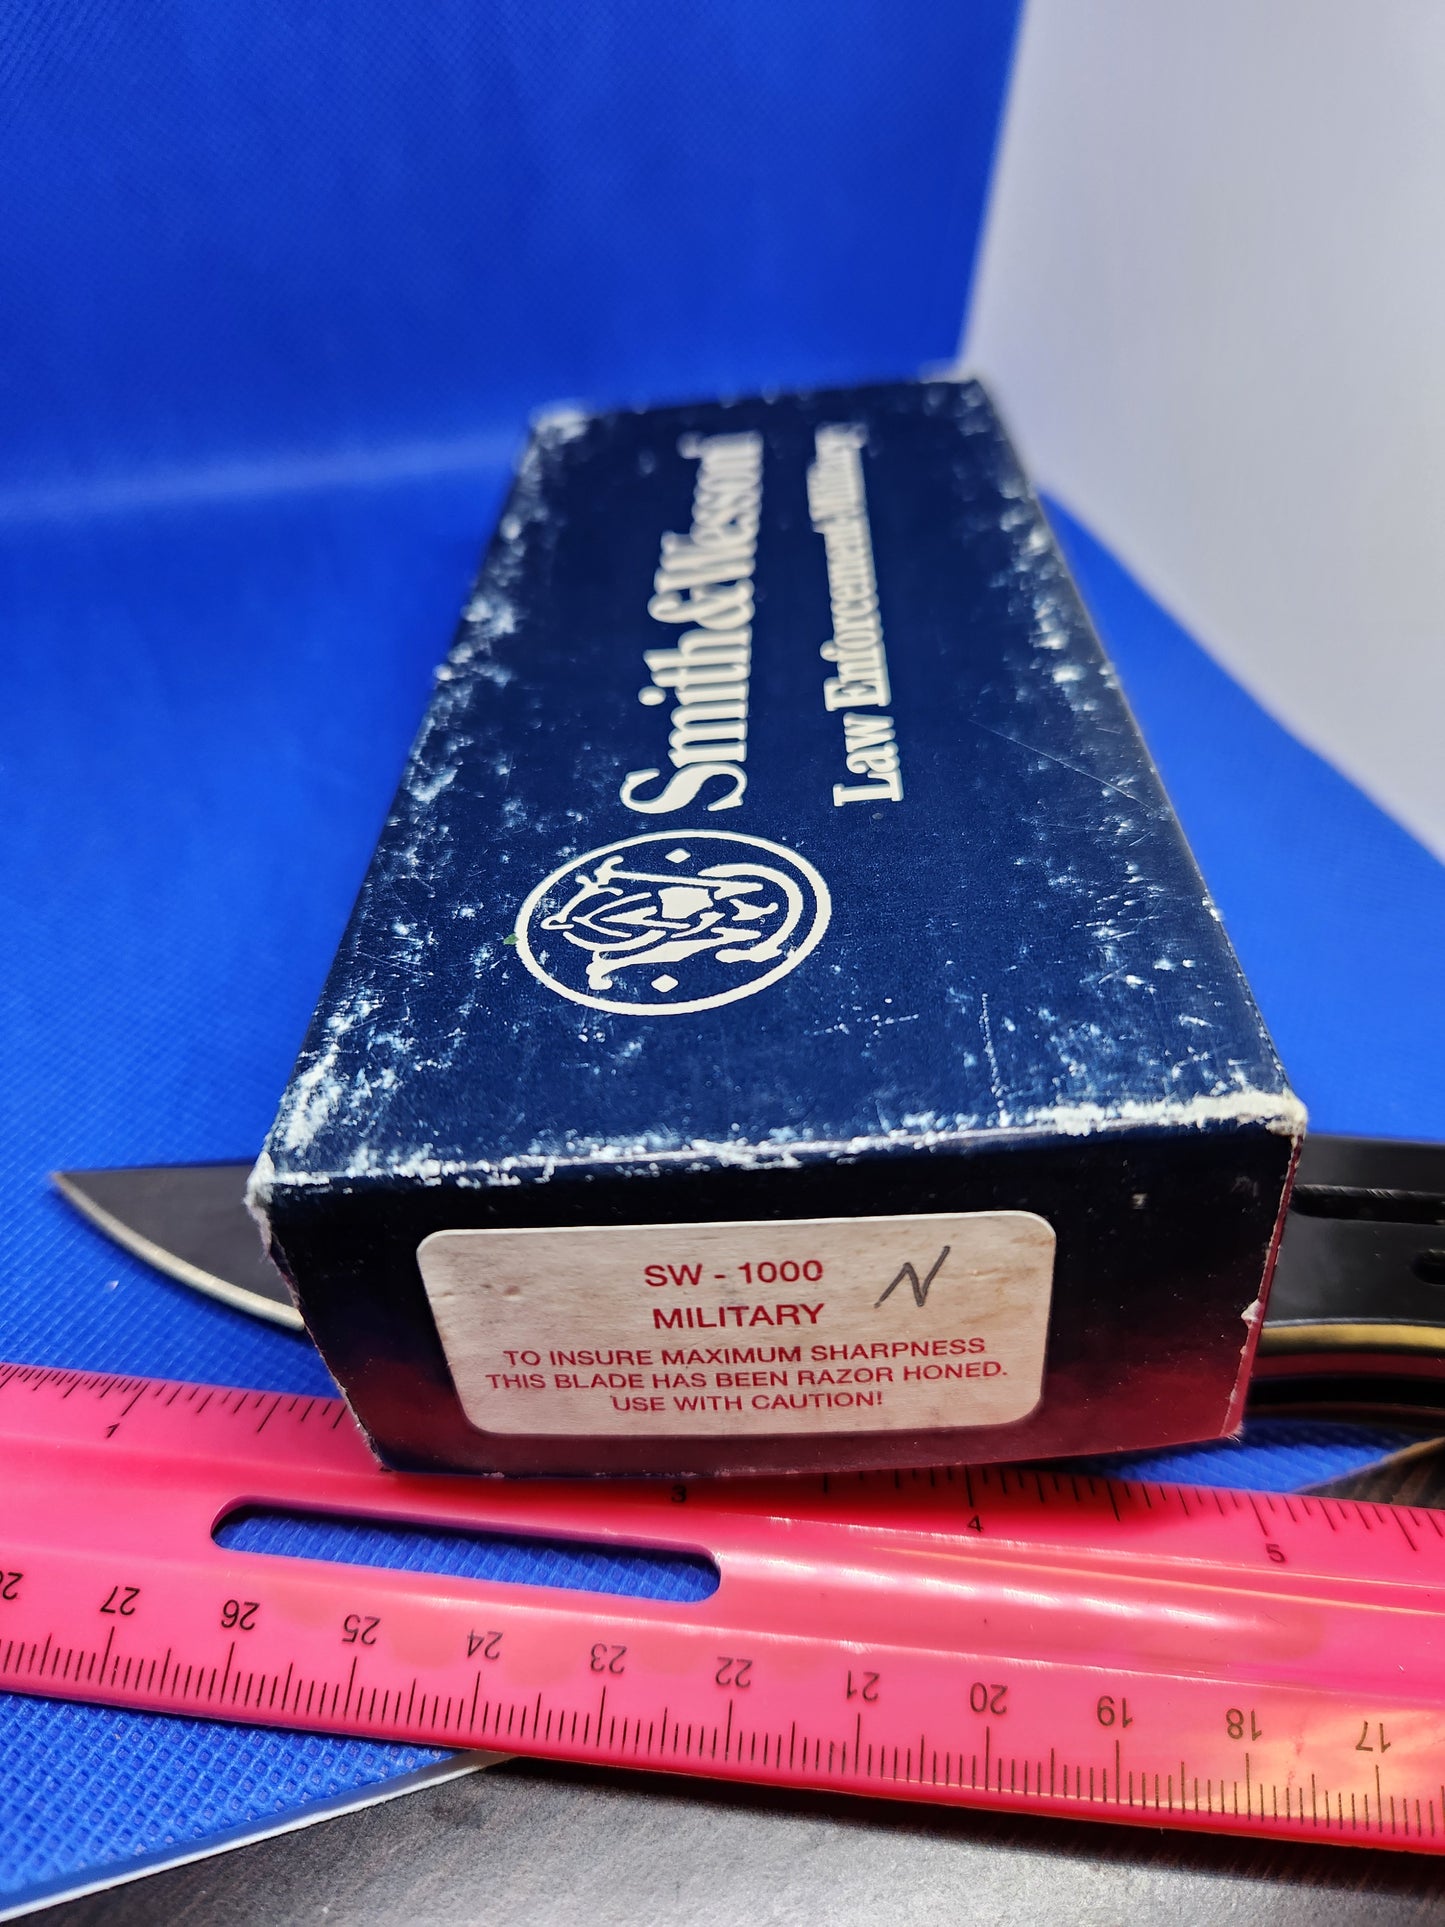 Smith & Wesson
Law Enforcement-Military
SW - 1000 N
MILITARY
TO INSURE MAXIMUM SHARPNESS
THIS BLADE HAS BEEN RAZOR HONED.
USE WITH CAUTION!
1
3
4
5
27 26 25 24 23 22 21 20 19 18 17